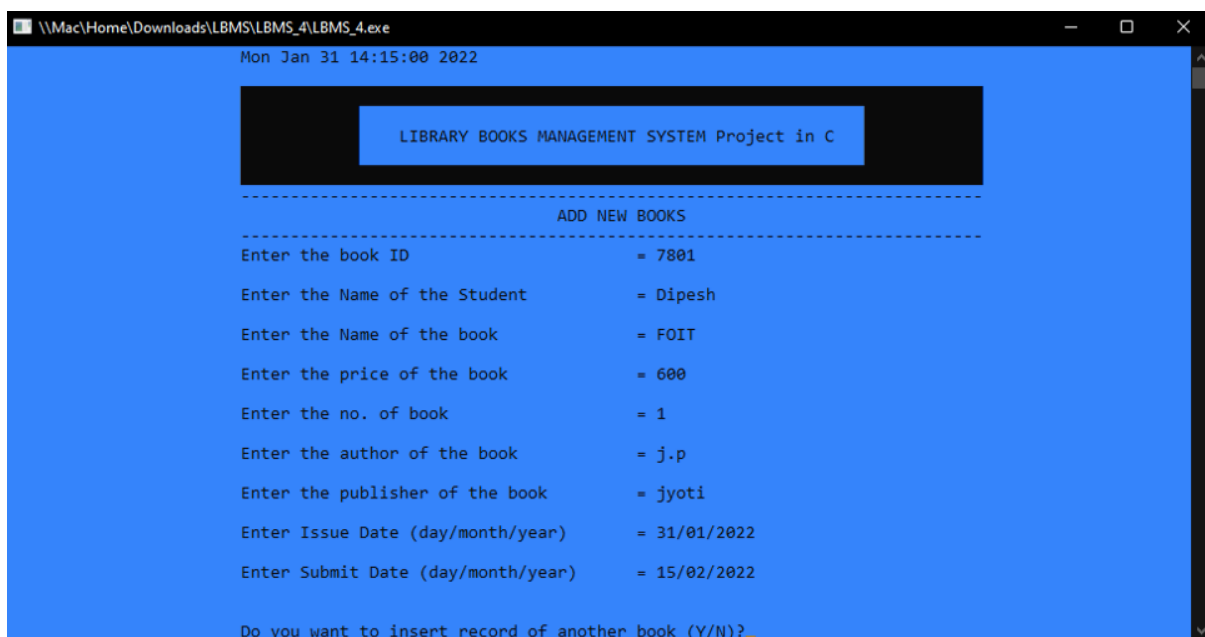 \\Mac\Home\Downloads\LBMS\LBMS_4\LBMS_4.exe
Mon Jan 31 14:15:00 2022
LIBRARY BOOKS MANAGEMENT SYSTEM Project in C
ADD NEW BOOKS
Enter the book ID = 7801
Enter the Name of the Student = Dipesh
Enter the Name of the book = FOIT
Enter the price of the book = 600
Enter the no. of book = 1
Enter the author of the book = j.p
Enter the publisher of the book = jyoti
Enter Issue Date (day/month/year) = 31/01/2022
Enter Submit Date (day/month/year) = 15/02/2022
Do you want to insert record of another book (Y/N)?_